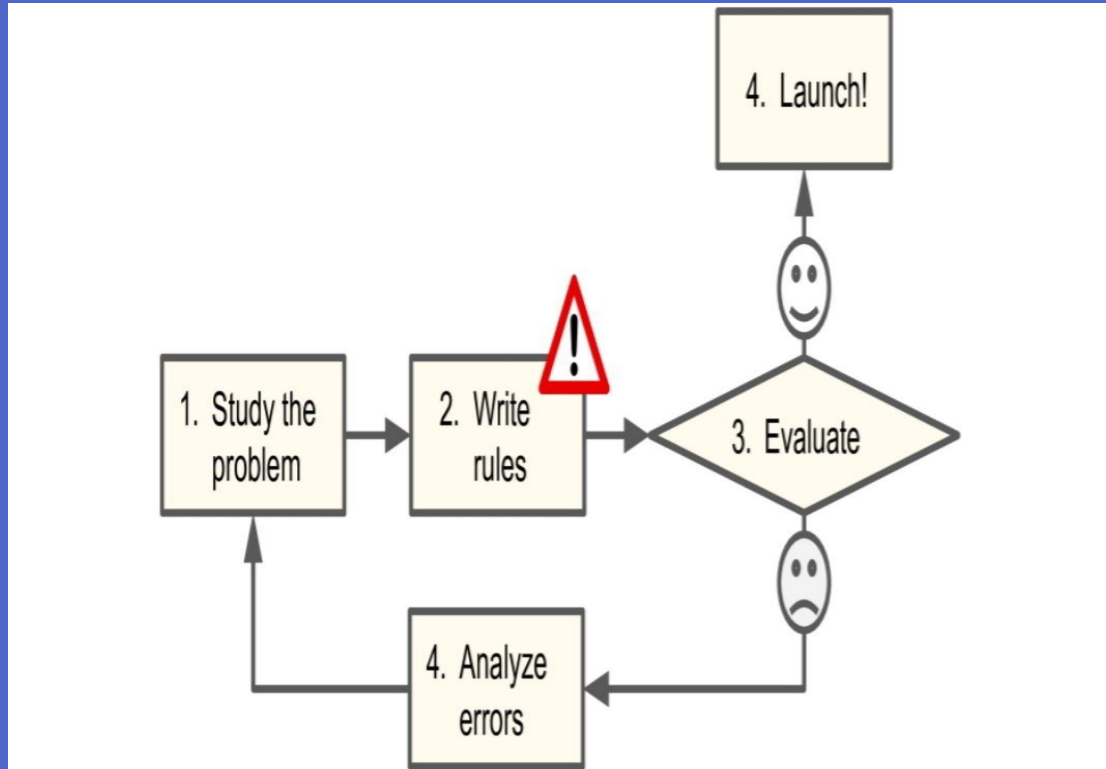 4. Launch!
!
1. Study the
problem
2. Write
rules
3. Evaluate
4. Analyze
errors